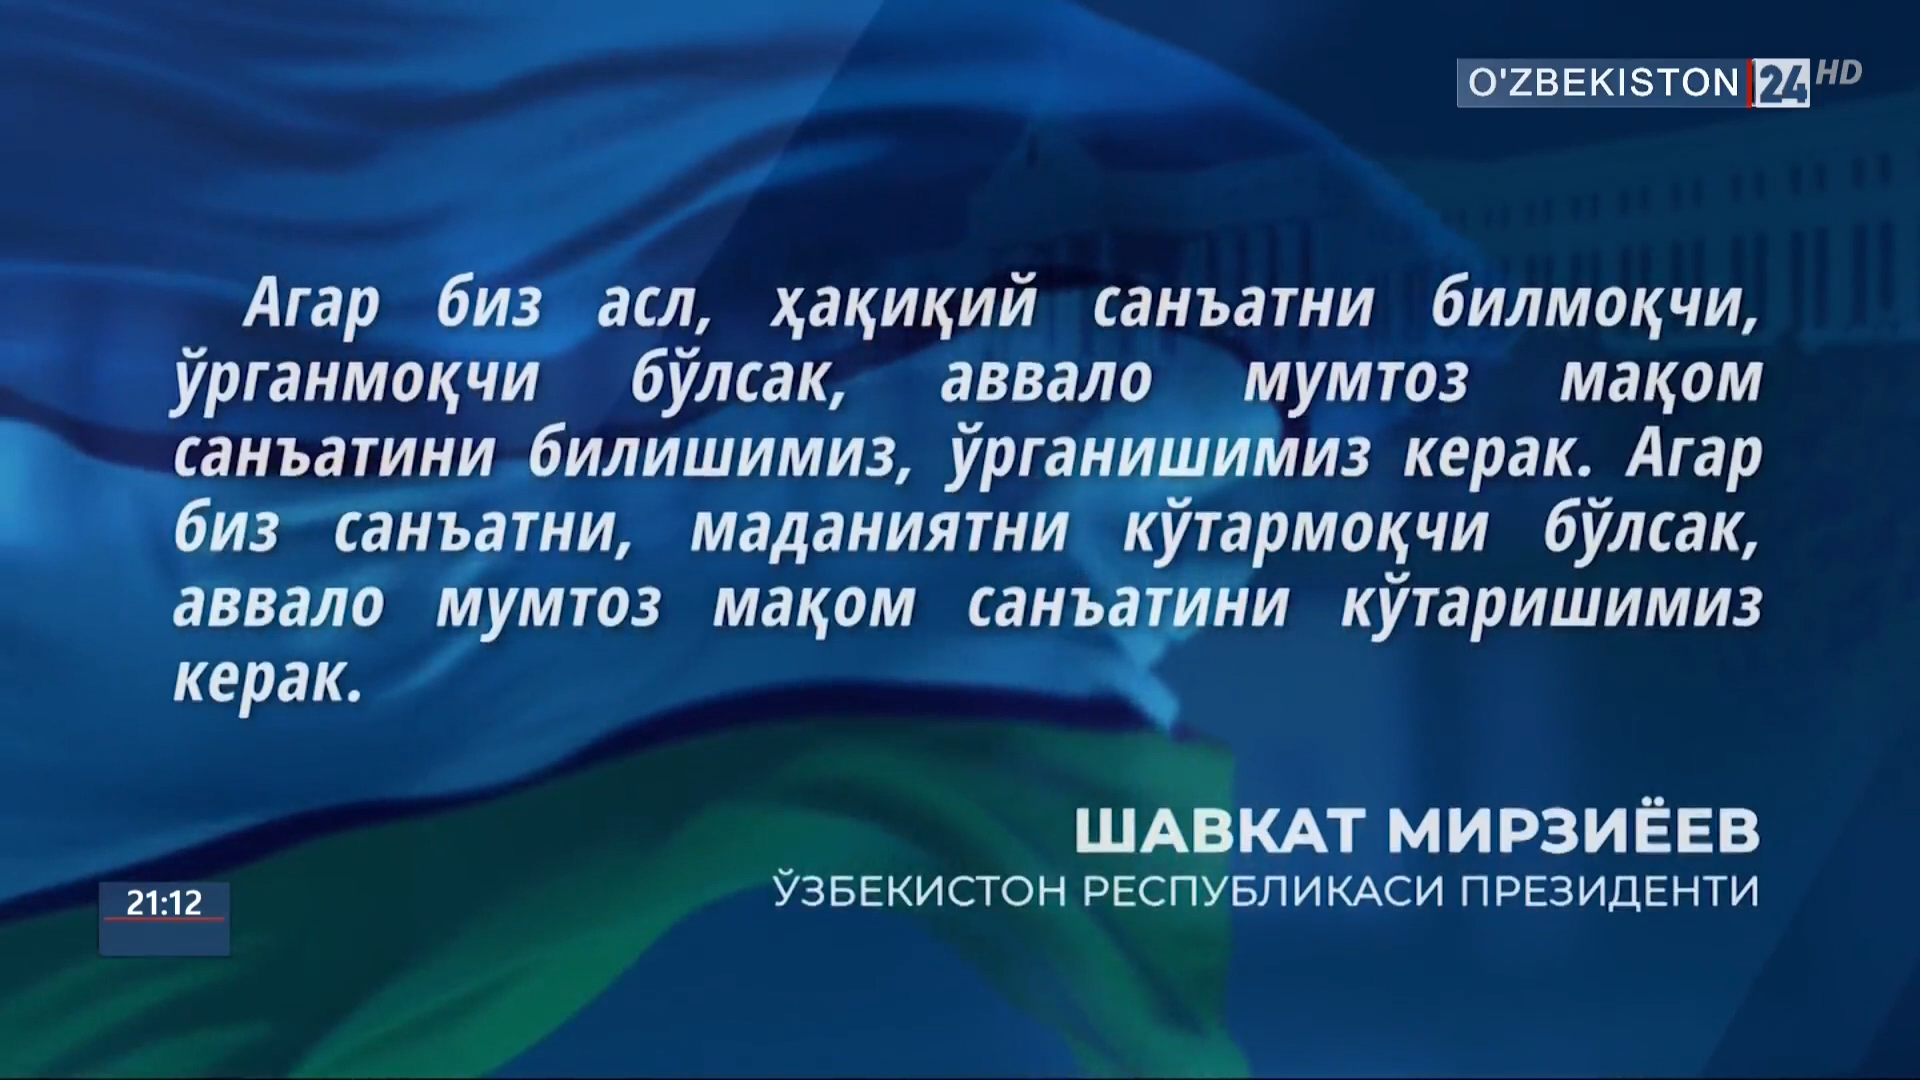 O'ZBEKISTON 24 HD
Агар биз асл, ҳақиқий санъатни билмоқчи,
ўрганмоқчи бўлсак, аввало мумтоз мақом
санъатини билишимиз, ўрганишимиз керак. Агар
биз санъатни, маданиятни кўтармоқчи бўлсак,
аввало мумтоз мақом санъатини кўтаришимиз
керак.
ШАВКАТ МИРЗИЁЕВ
ЎЗБЕКИСТОН РЕСПУБЛИКАСИ ПРЕЗИДЕНТИ
21:12